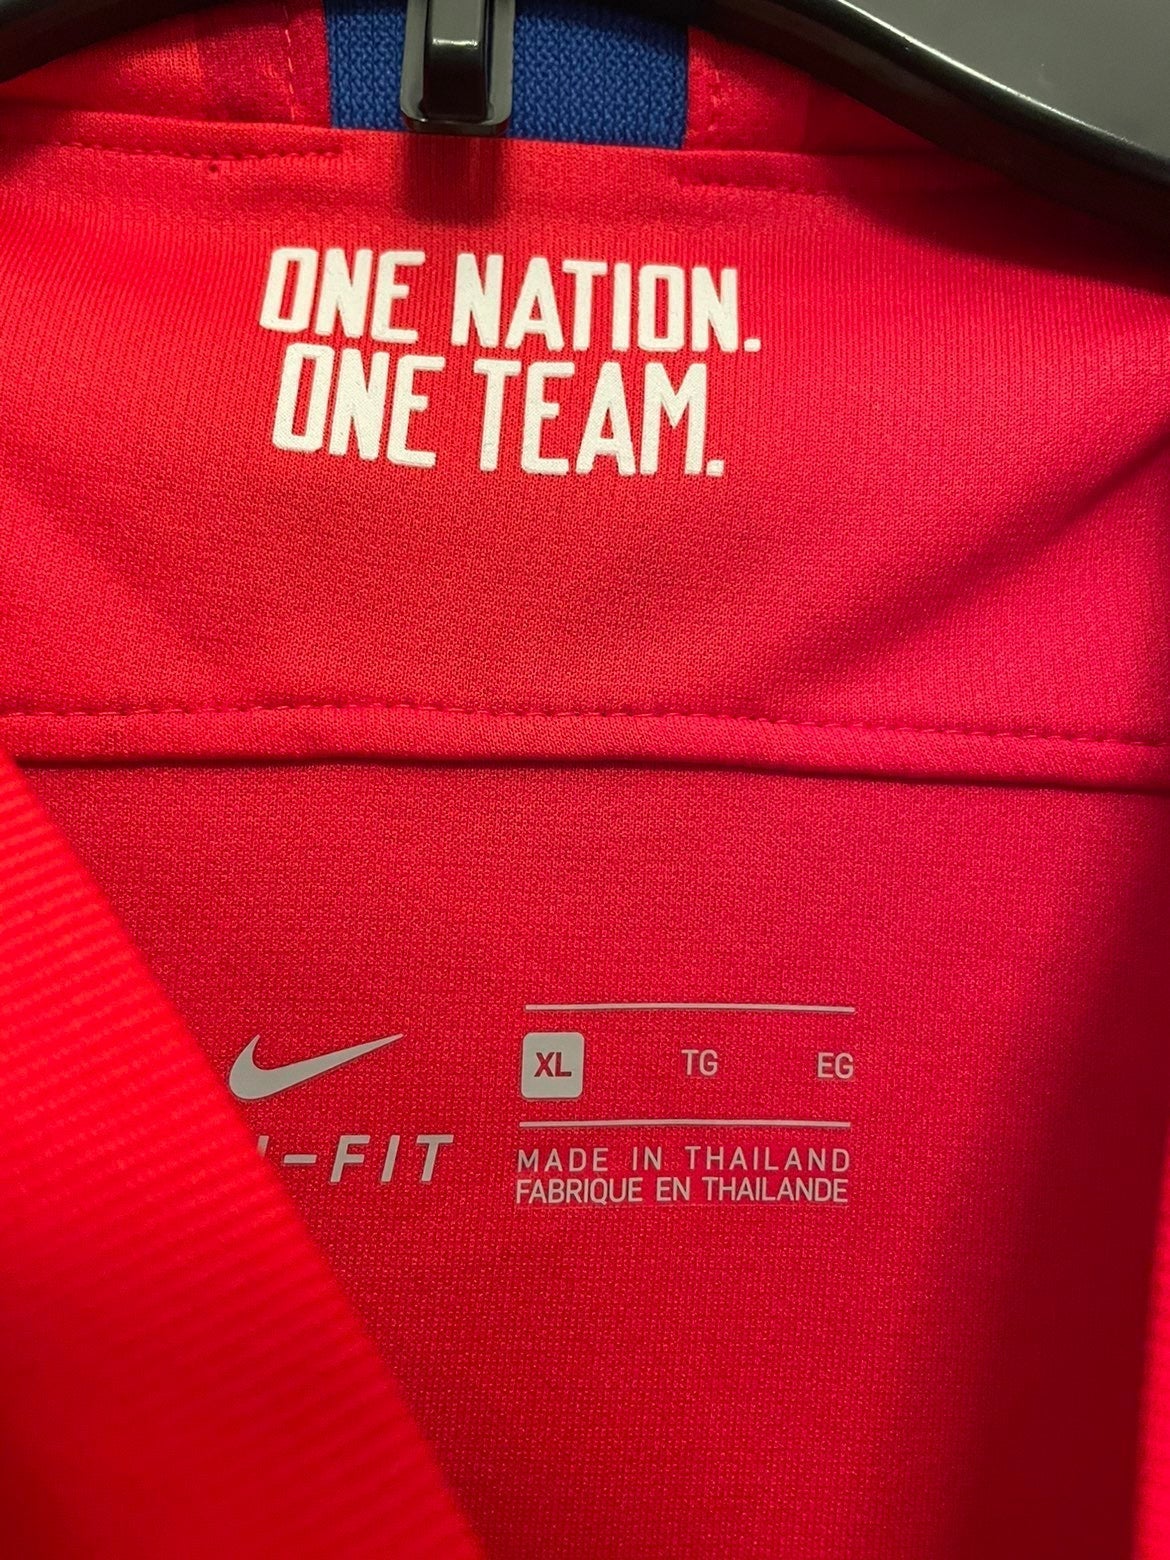 ONE NATION.
ONE TEAM.
XL TG EG
-FIT
MADE IN THAILAND
FABRIQUE EN THAILANDE